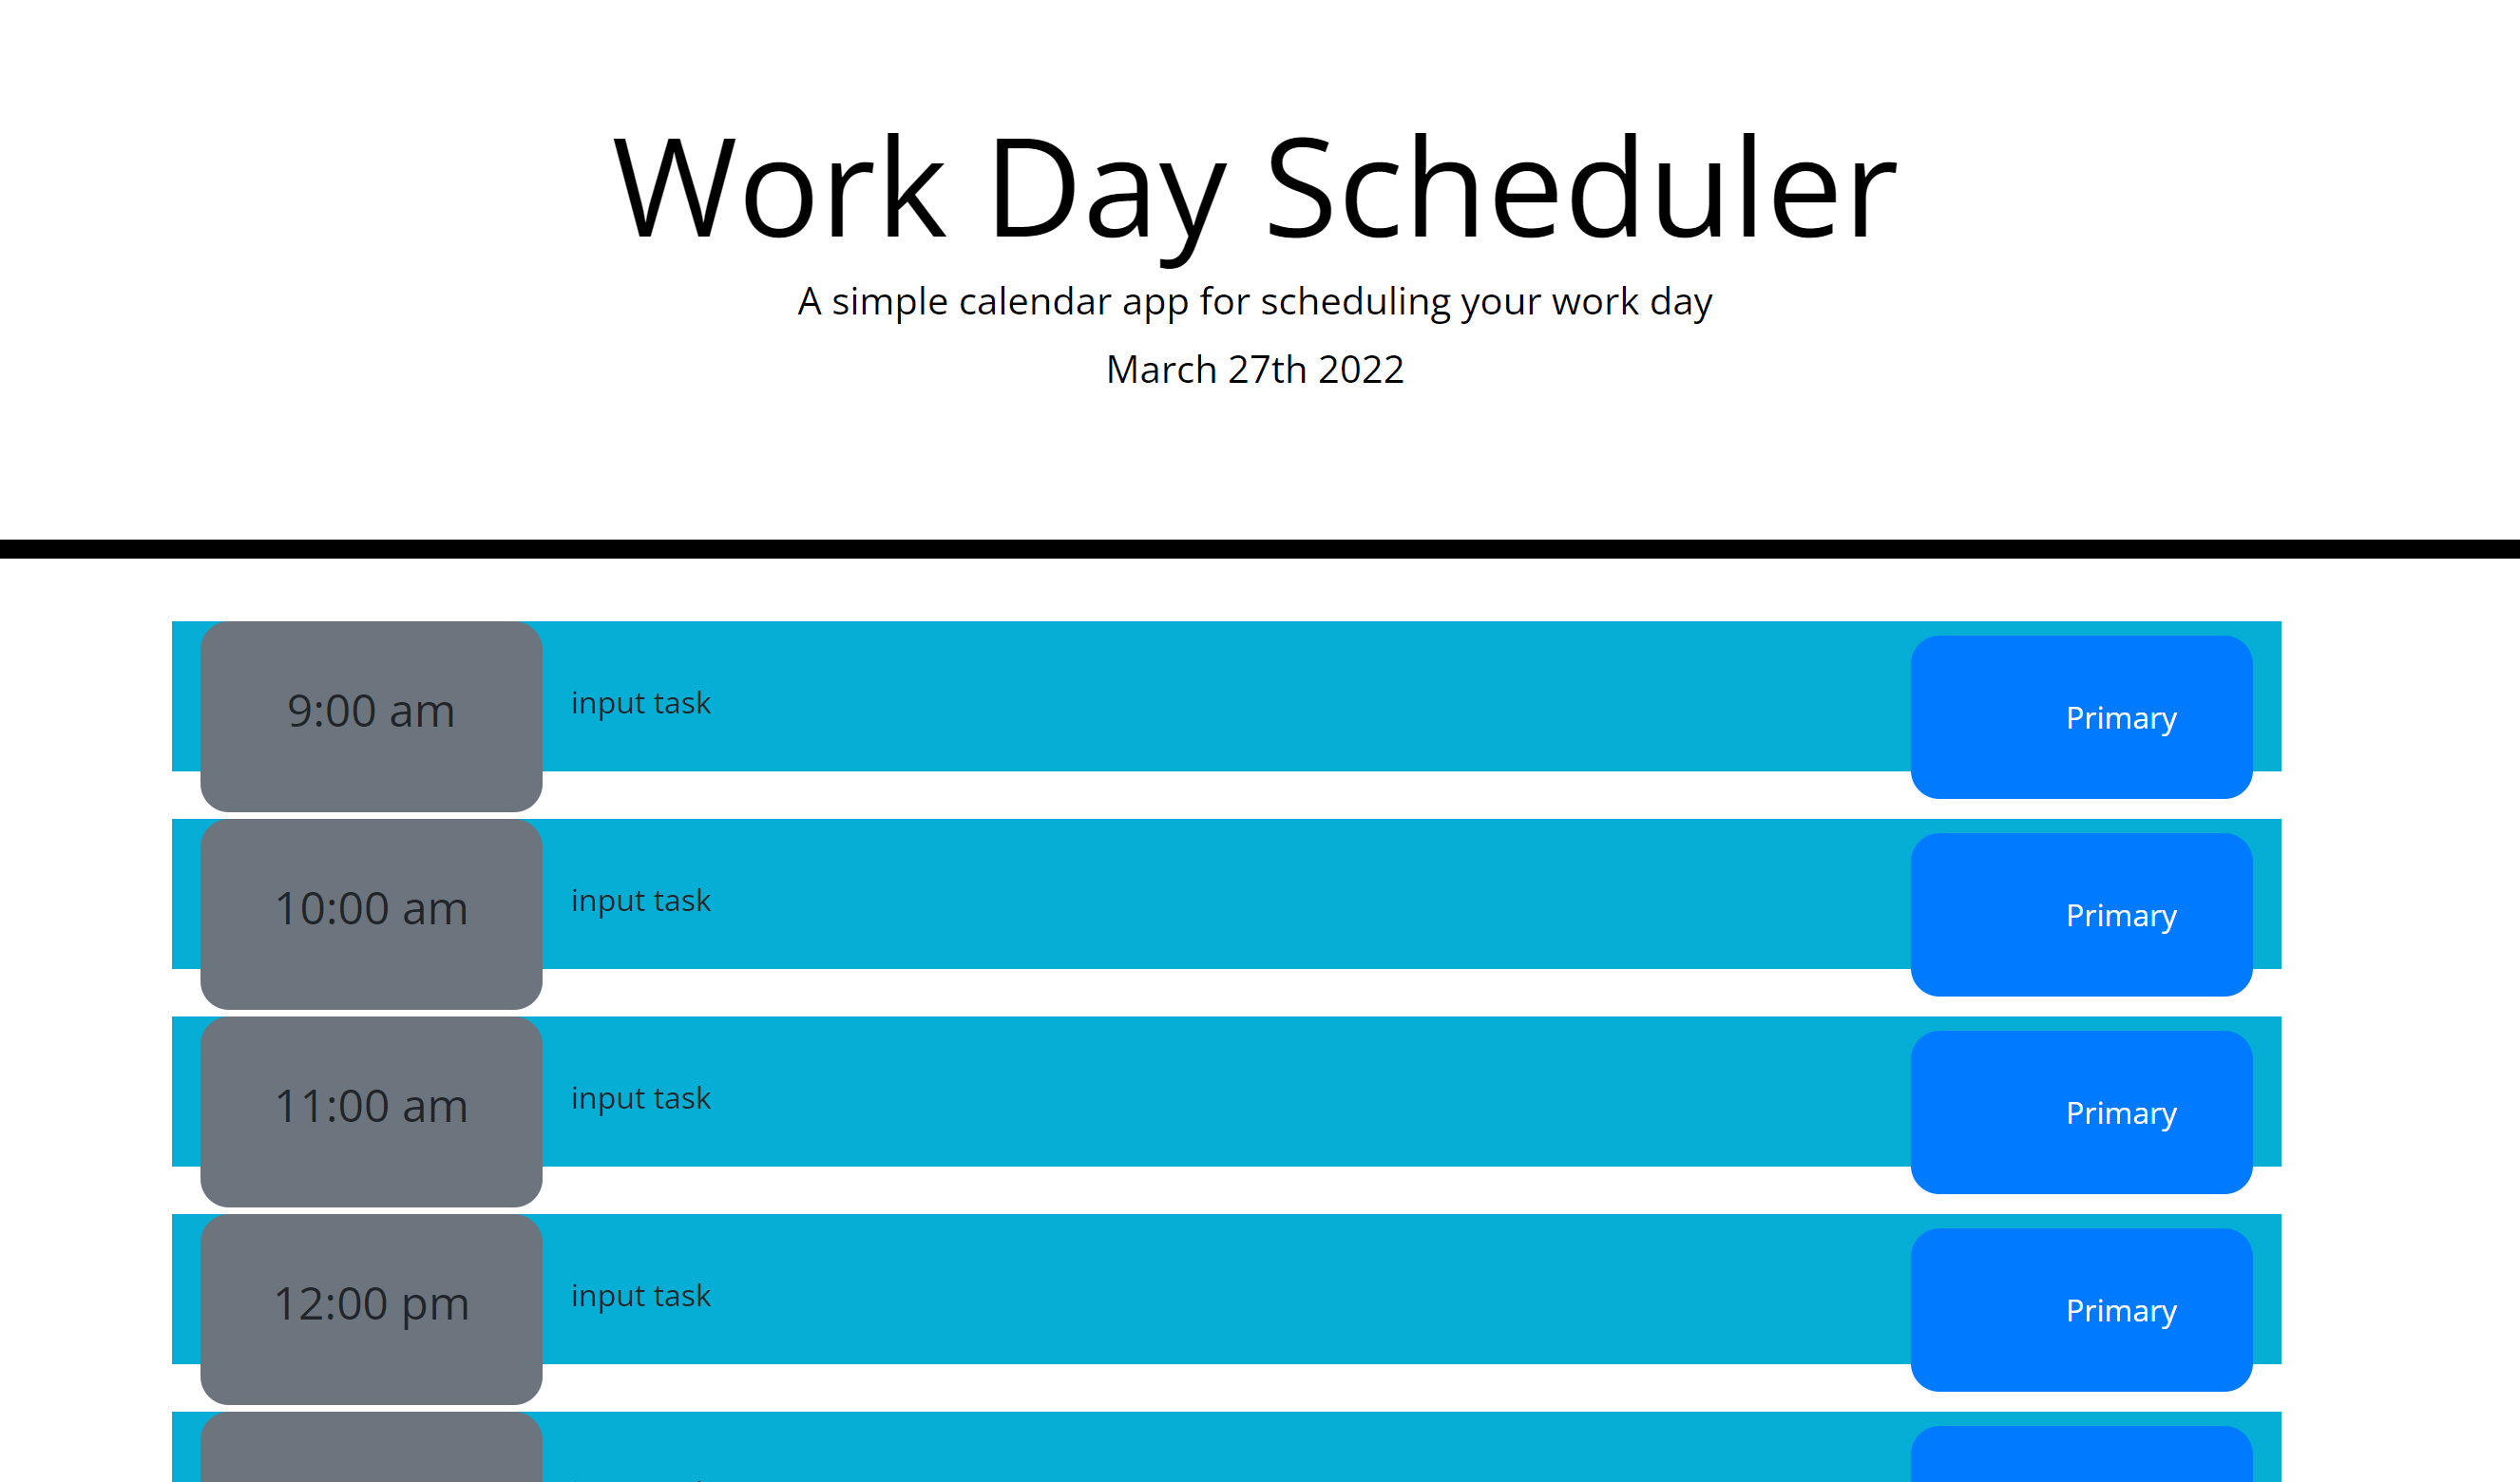 Work Day Scheduler
A simple calendar app for scheduling your work day
March 27th 2022
9:00 am input task Primary
10:00 am input task Primary
11:00 am input task Primary
12:00 pm input task Primary